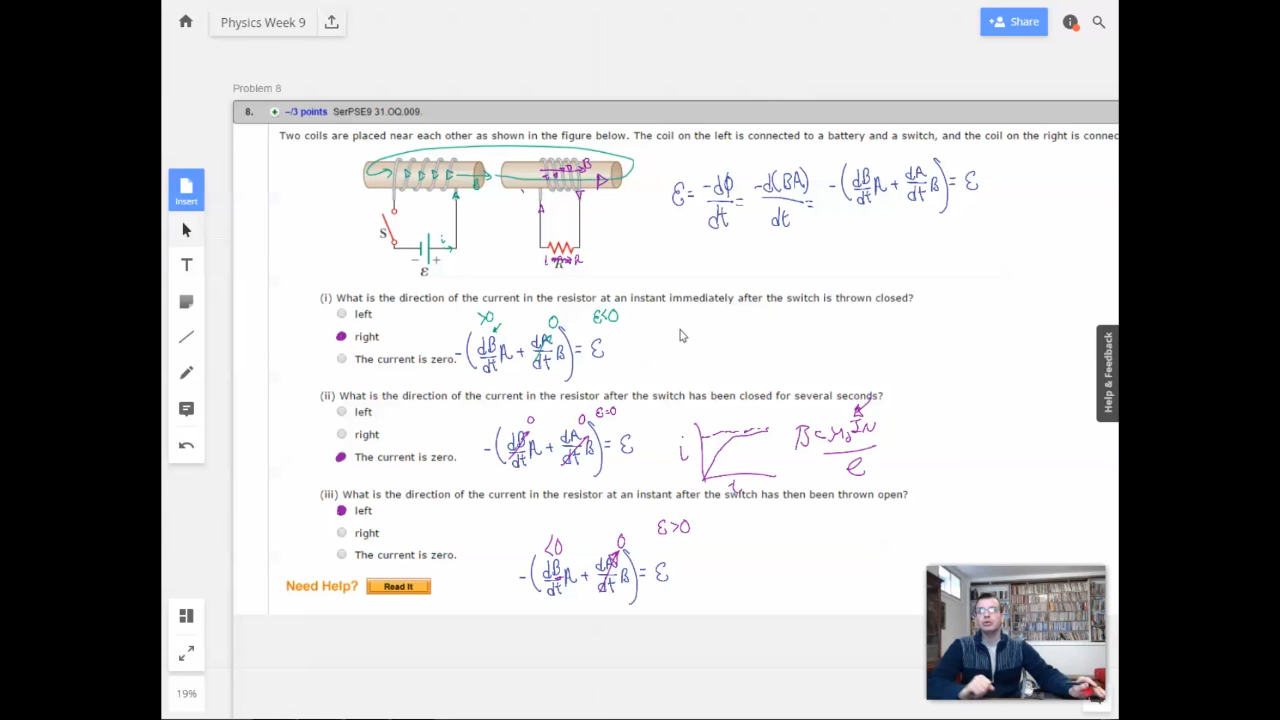 Physics Week 9
Share
Problem 8
8. –/3 points SerPSE9 31.OQ.009.
Two coils are placed near each other as shown in the figure below. The coil on the left is connected to a battery and a switch, and the coil on the right is connec
B
B
S
i
− +
ε
R
ε = -dϕ/dt = -d(BA)/dt = -(dB/dt A + dA/dt B) = ε
(i) What is the direction of the current in the resistor at an instant immediately after the switch is thrown closed?
left
right
The current is zero.
>0 0 ε<0
-(dB/dt A + dA/dt B) = ε
(ii) What is the direction of the current in the resistor after the switch has been closed for several seconds?
left
right
The current is zero.
0 0 ε=0
-(dB/dt A + dA/dt B) = ε
i
t
(iii) What is the direction of the current in the resistor at an instant after the switch has then been thrown open?
left
right
The current is zero.
<0 0 ε>0
-(dB/dt A + dA/dt B) = ε
Need Help? Read It
Insert
T
19%
Help & Feedback